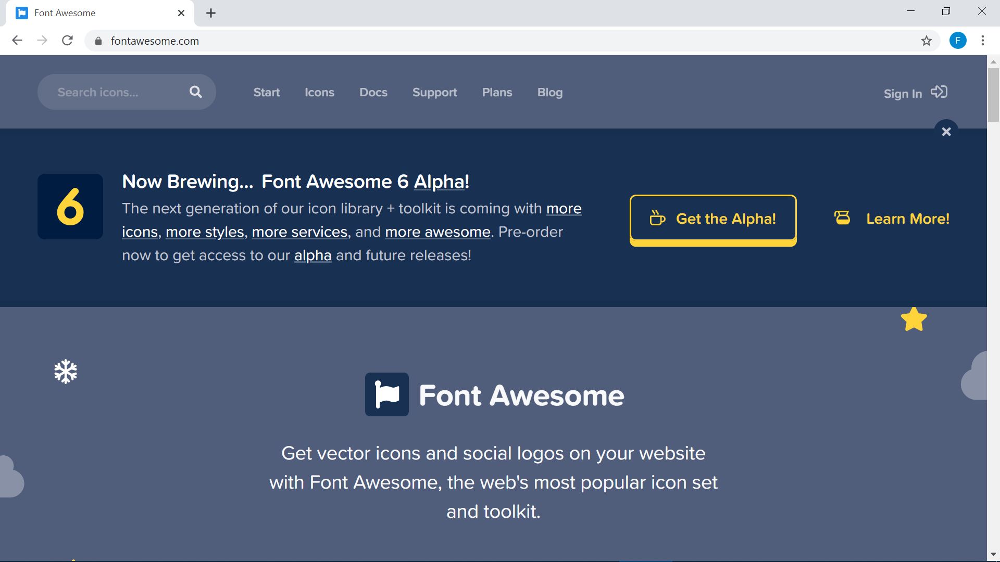 Font Awesome
fontawesome.com
F
Search icons...
Start
Icons
Docs
Support
Plans
Blog
Sign In
6
Now Brewing... Font Awesome 6 Alpha!
The next generation of our icon library + toolkit is coming with more
icons, more styles, more services, and more awesome. Pre-order
now to get access to our alpha and future releases!
Get the Alpha!
Learn More!
Font Awesome
Get vector icons and social logos on your website
with Font Awesome, the web's most popular icon set
and toolkit.